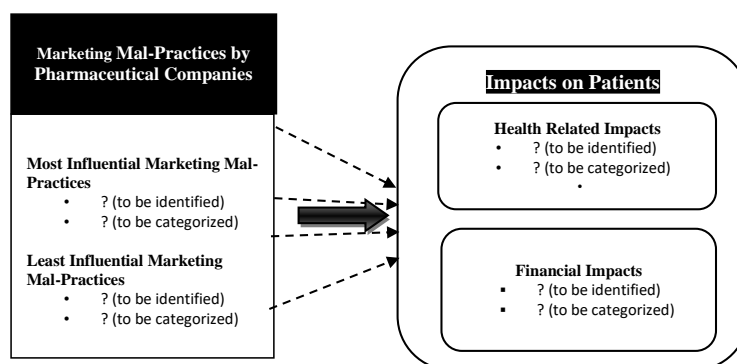 Marketing Mal-Practices by
Pharmaceutical Companies
Most Influential Marketing Mal-
Practices
• ? (to be identified)
• ? (to be categorized)
Least Influential Marketing
Mal-Practices
• ? (to be identified)
• ? (to be categorized)
Impacts on Patients
Health Related Impacts
• ? (to be identified)
• ? (to be categorized)
•
Financial Impacts
▪ ? (to be identified)
▪ ? (to be categorized)